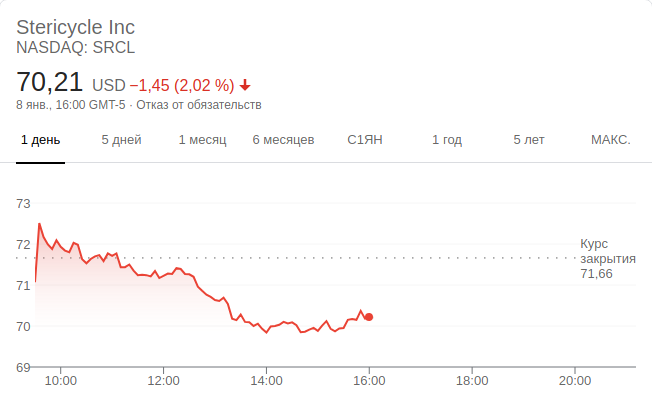 Stericycle Inc
NASDAQ: SRCL
70,21 USD −1,45 (2,02 %)
8 янв., 16:00 GMT-5 · Отказ от обязательств
1 день 5 дней 1 месяц 6 месяцев С1ЯН 1 год 5 лет МАКС.
73
72
71
70
69
Курс
закрытия
71,66
10:00 12:00 14:00 16:00 18:00 20:00